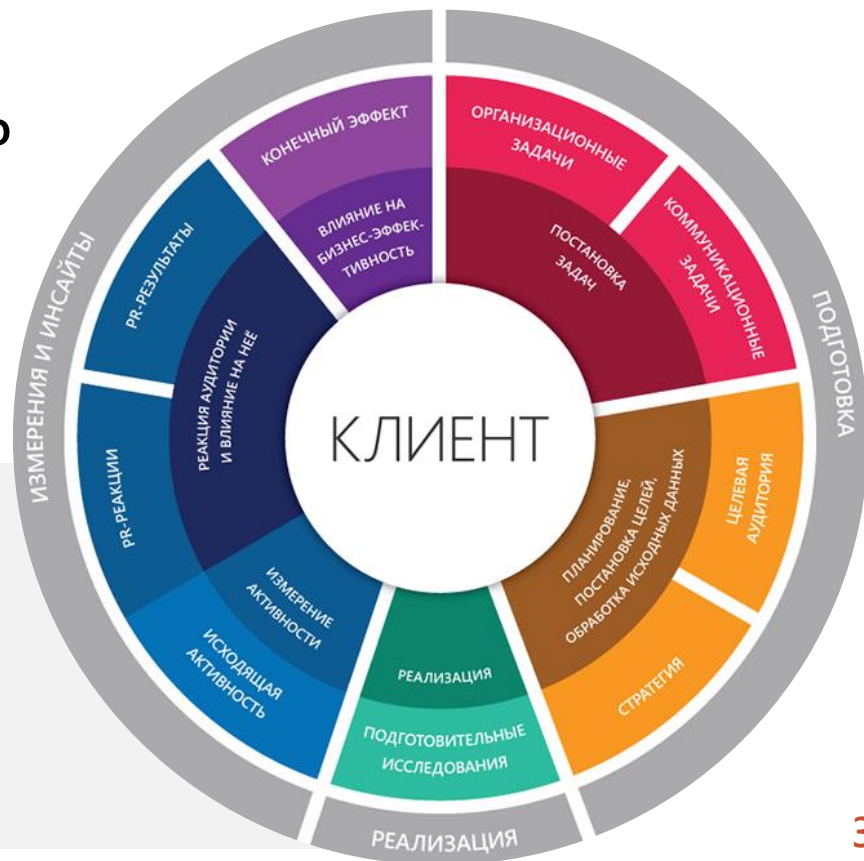 КОНЕЧНЫЙ ЭФФЕКТ
ВЛИЯНИЕ НА
БИЗНЕС-ЭФФЕК-
ТИВНОСТЬ
ОРГАНИЗАЦИОННЫЕ
ЗАДАЧИ
КОММУНИКАЦИОННЫЕ
ЗАДАЧИ
ПОСТАНОВКА
ЗАДАЧ
ПОДГОТОВКА
ЦЕЛЕВАЯ
АУДИТОРИЯ
ПЛАНИРОВАНИЕ,
ПОСТАНОВКА ЦЕЛЕЙ,
ОБРАБОТКА ИСХОДНЫХ ДАННЫХ
СТРАТЕГИЯ
КЛИЕНТ
РЕАЛИЗАЦИЯ
ПОДГОТОВИТЕЛЬНЫЕ
ИССЛЕДОВАНИЯ
РЕАЛИЗАЦИЯ
ИЗМЕРЕНИЕ
АКТИВНОСТИ
ИСХОДЯЩАЯ
АКТИВНОСТЬ
PR-РЕАКЦИИ
РЕАКЦИЯ АУДИТОРИИ
И ВЛИЯНИЕ НА НЕЁ
PR-РЕЗУЛЬТАТЫ
ИЗМЕРЕНИЯ И ИНСАЙТЫ